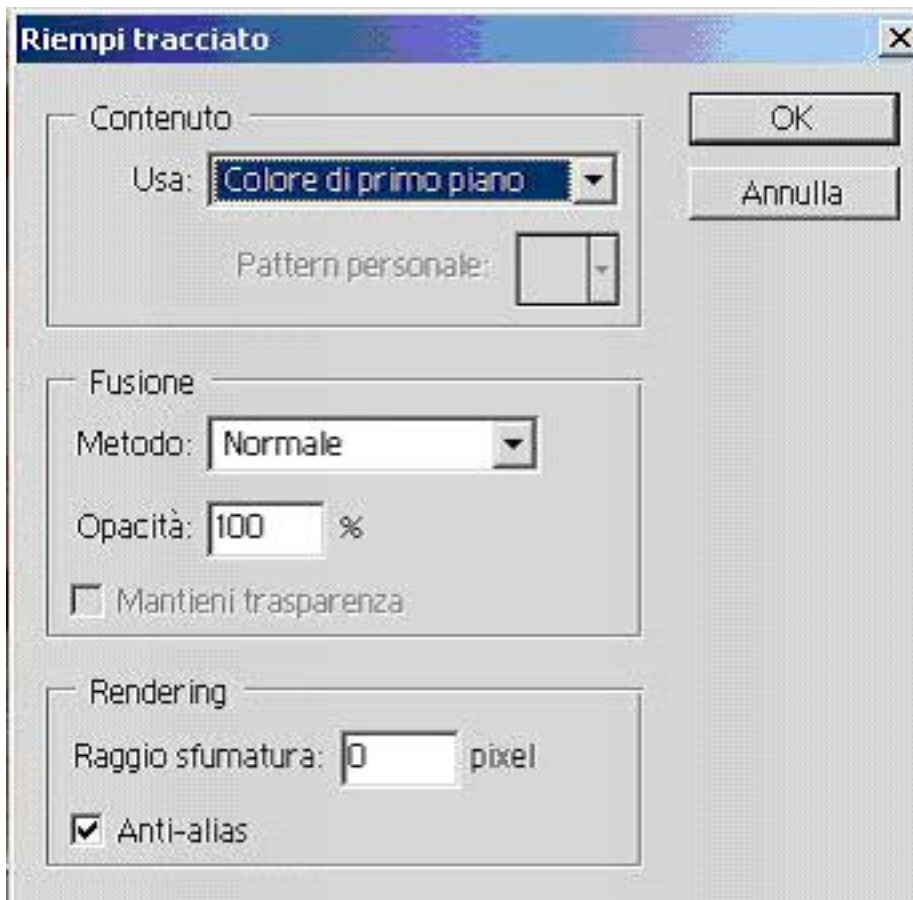 Riempi tracciato
Contenuto
Usa: Colore di primo piano
Pattern personale:
OK
Annulla
Fusione
Metodo: Normale
Opacità: 100 %
Mantieni trasparenza
Rendering
Raggio sfumatura: 0 pixel
Anti-alias